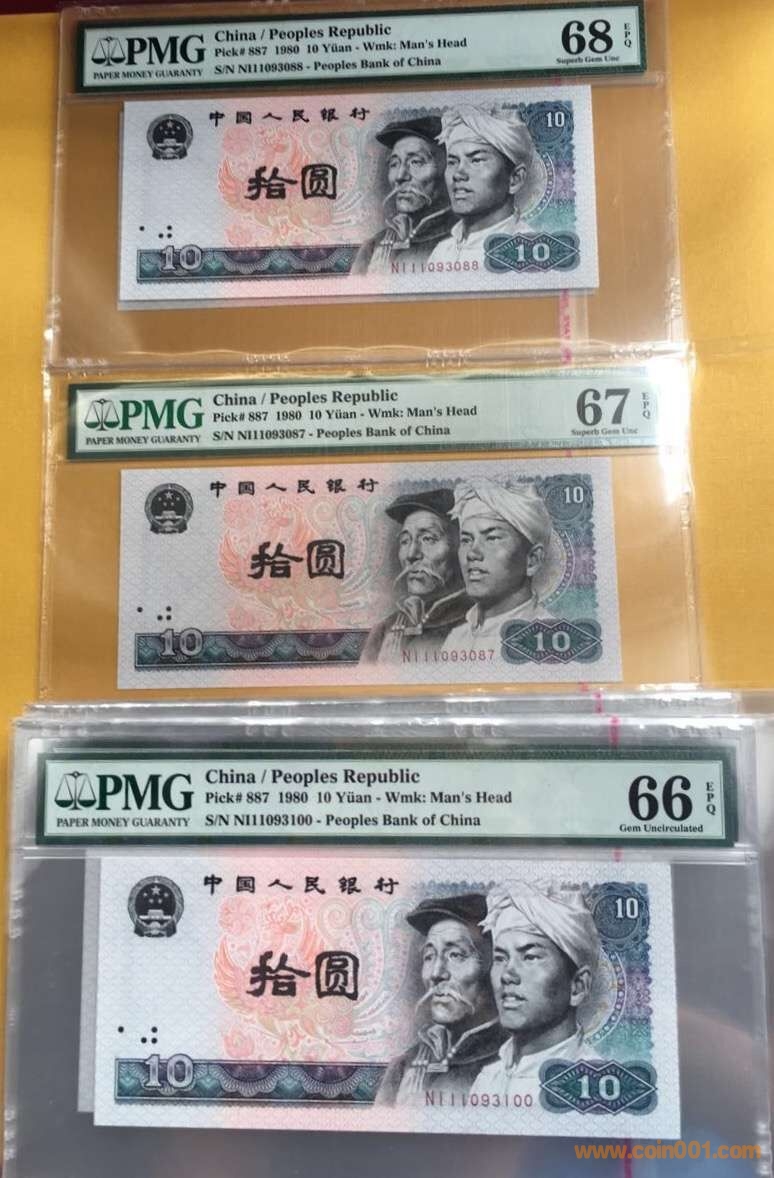 PMG
PAPER MONEY GUARANTY
China / Peoples Republic
Pick# 887 1980 10 Yüan - Wmk: Man's Head
S/N NI11093088 - Peoples Bank of China
68 EPQ
Superb Gem Unc
中国人民银行
10
拾圆
10
NI11093088
10
PMG
PAPER MONEY GUARANTY
China / Peoples Republic
Pick# 887 1980 10 Yüan - Wmk: Man's Head
S/N NI11093087 - Peoples Bank of China
67 EPQ
Superb Gem Unc
中国人民银行
10
拾圆
10
NI11093087
10
PMG
PAPER MONEY GUARANTY
China / Peoples Republic
Pick# 887 1980 10 Yüan - Wmk: Man's Head
S/N NI11093100 - Peoples Bank of China
66 EPQ
Gem Uncirculated
中国人民银行
10
拾圆
10
NI11093100
10
www.coin001.com